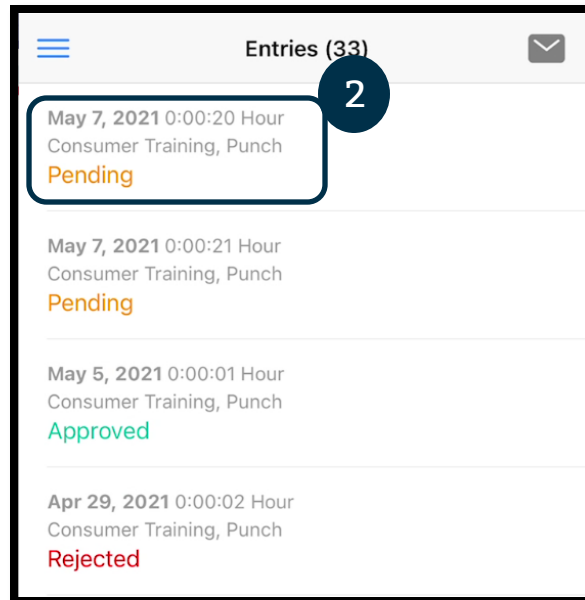 Entries (33)
2
May 7, 2021 0:00:20 Hour
Consumer Training, Punch
Pending
May 7, 2021 0:00:21 Hour
Consumer Training, Punch
Pending
May 5, 2021 0:00:01 Hour
Consumer Training, Punch
Approved
Apr 29, 2021 0:00:02 Hour
Consumer Training, Punch
Rejected